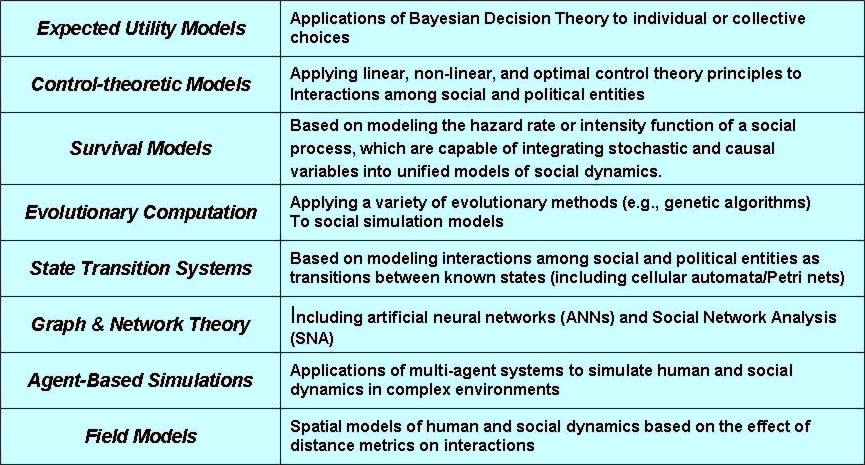 Expected Utility Models
Applications of Bayesian Decision Theory to individual or collective
choices
Control-theoretic Models
Applying linear, non-linear, and optimal control theory principles to
Interactions among social and political entities
Survival Models
Based on modeling the hazard rate or intensity function of a social
process, which are capable of integrating stochastic and causal
variables into unified models of social dynamics.
Evolutionary Computation
Applying a variety of evolutionary methods (e.g., genetic algorithms)
To social simulation models
State Transition Systems
Based on modeling interactions among social and political entities as
transitions between known states (including cellular automata/Petri nets)
Graph & Network Theory
Including artificial neural networks (ANNs) and Social Network Analysis
(SNA)
Agent-Based Simulations
Applications of multi-agent systems to simulate human and social
dynamics in complex environments
Field Models
Spatial models of human and social dynamics based on the effect of
distance metrics on interactions